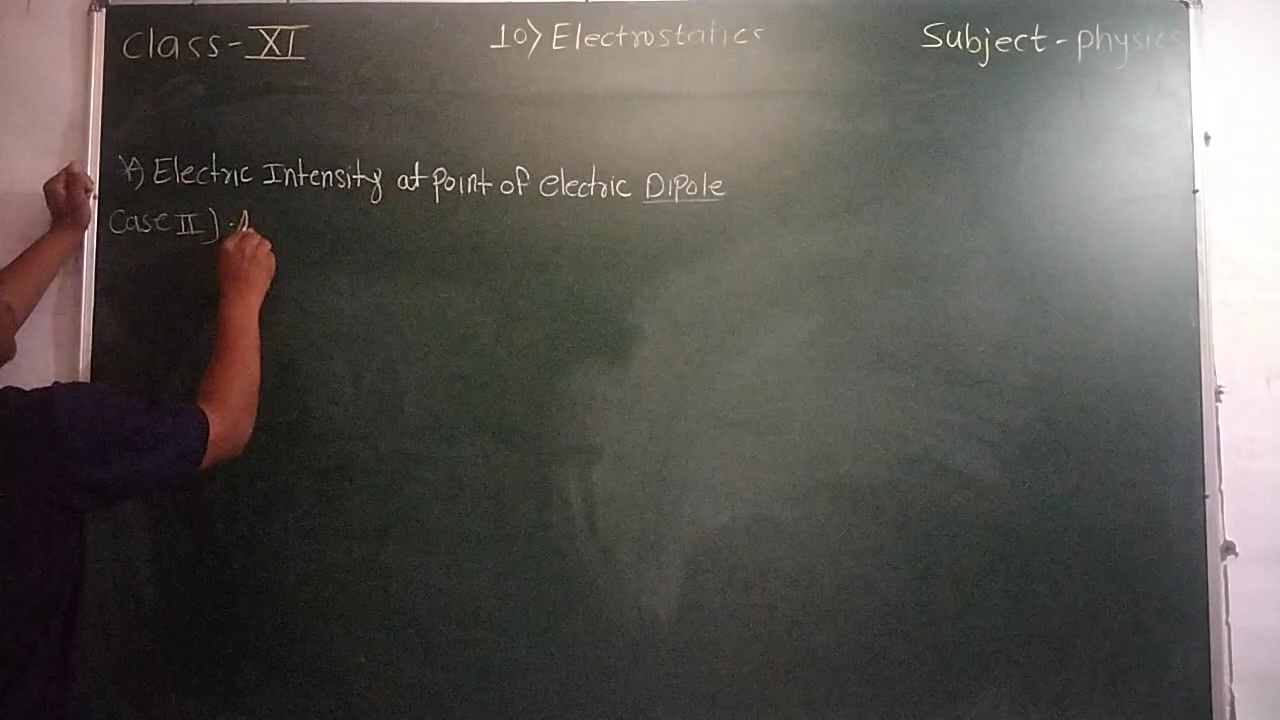 Class-XI
10) Electrostatics
Subject-physics
*) Electric Intensity at point of electric Dipole
Case II) :- A